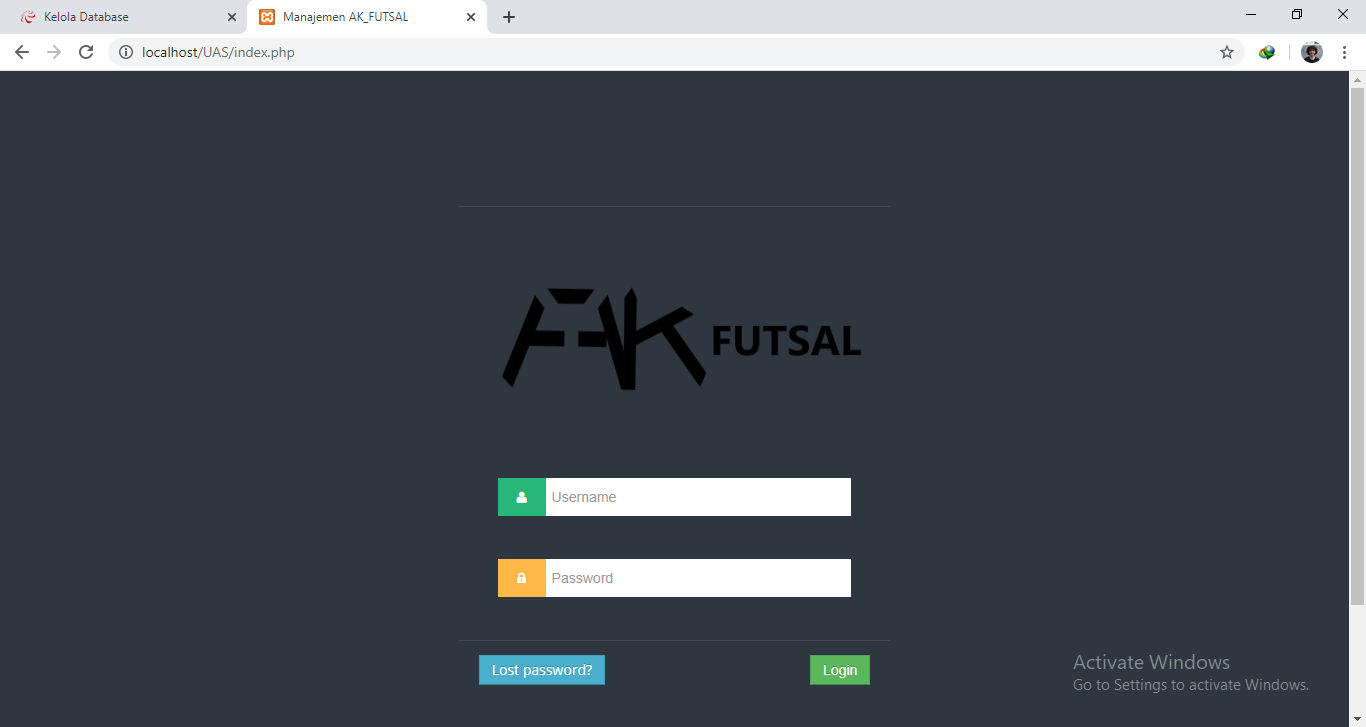 Kelola Database
Manajemen AK_FUTSAL
localhost/UAS/index.php
AK FUTSAL
Username
Password
Lost password?
Login
Activate Windows
Go to Settings to activate Windows.